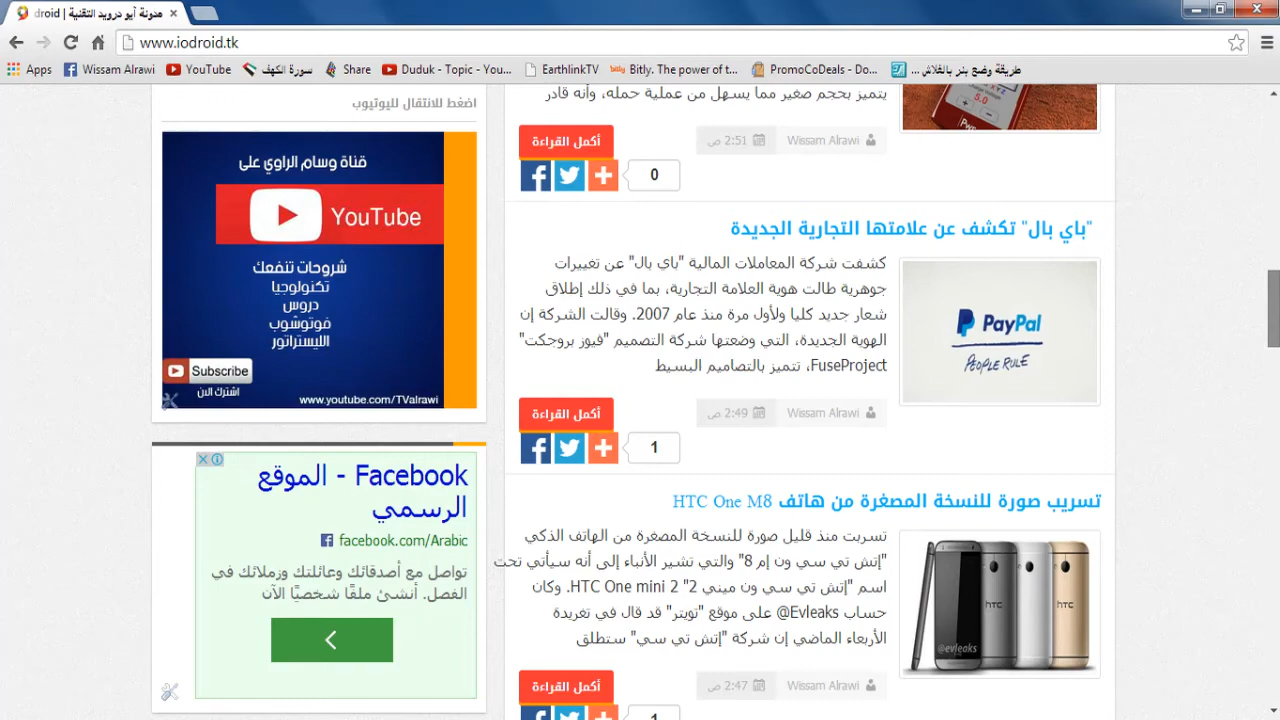 مدونة أيو درويد التقنية | droid
www.iodroid.tk
Apps
Wissam Alrawi
YouTube
سورة الكهف
Share
Duduk - Topic - You...
EarthlinkTV
Bitly. The power of t...
PromoCoDeals - Do...
طريقة وضع بنر بالفلاش ...
يتميز بحجم صغير مما يسهل من عملية حمله، وأنه قادر
5.0
أكمل القراءة
2:51 ص
Wissam Alrawi
0
"باي بال" تكشف عن علامتها التجارية الجديدة
كشفت شركة المعاملات المالية "باي بال" عن تغييرات
جوهرية طالت هوية العلامة التجارية، بما في ذلك إطلاق
شعار جديد كليا ولأول مرة منذ عام 2007. وقالت الشركة إن
الهوية الجديدة، التي وضعتها شركة التصميم "فيوز بروجكت"
FuseProject، تتميز بالتصاميم البسيط
PayPal
PEOPLE RULE
أكمل القراءة
2:49 ص
Wissam Alrawi
1
تسريب صورة للنسخة المصغرة من هاتف HTC One M8
تسربت منذ قليل صورة للنسخة المصغرة من الهاتف الذكي
"إتش تي سي ون إم 8" والتي تشير الأنباء إلى أنه سيأتي تحت
اسم "إتش تي سي ون ميني 2" HTC One mini 2. وكان
حساب Evleaks@ على موقع "تويتر" قد قال في تغريدة
الأربعاء الماضي إن شركة "إتش تي سي" ستطلق
hTC
hTC
@evleaks
أكمل القراءة
2:47 ص
Wissam Alrawi
1
اضغط للانتقال لليوتيوب
قناة وسام الراوي على
YouTube
شروحات تنفعك
تكنولوجيا
دروس
فوتوشوب
الليستراتور
Subscribe
اشترك الان
www.youtube.com/TValrawi
Facebook - الموقع
الرسمي
facebook.com/Arabic
تواصل مع أصدقائك وعائلتك وزملائك في
الفصل. أنشئ ملفًا شخصيًا الآن